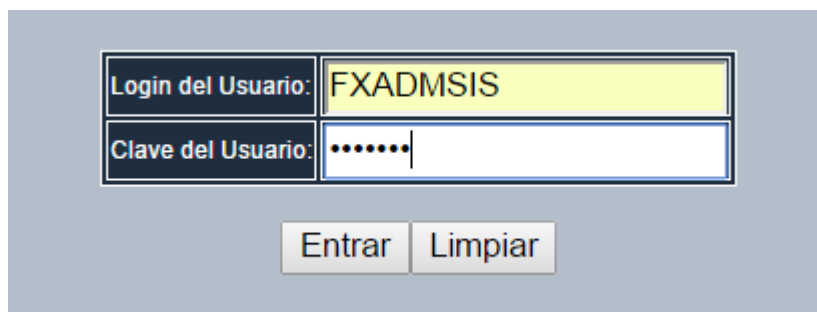 Login del Usuario: FXADMSIS
Clave del Usuario: •••••••
Entrar Limpiar